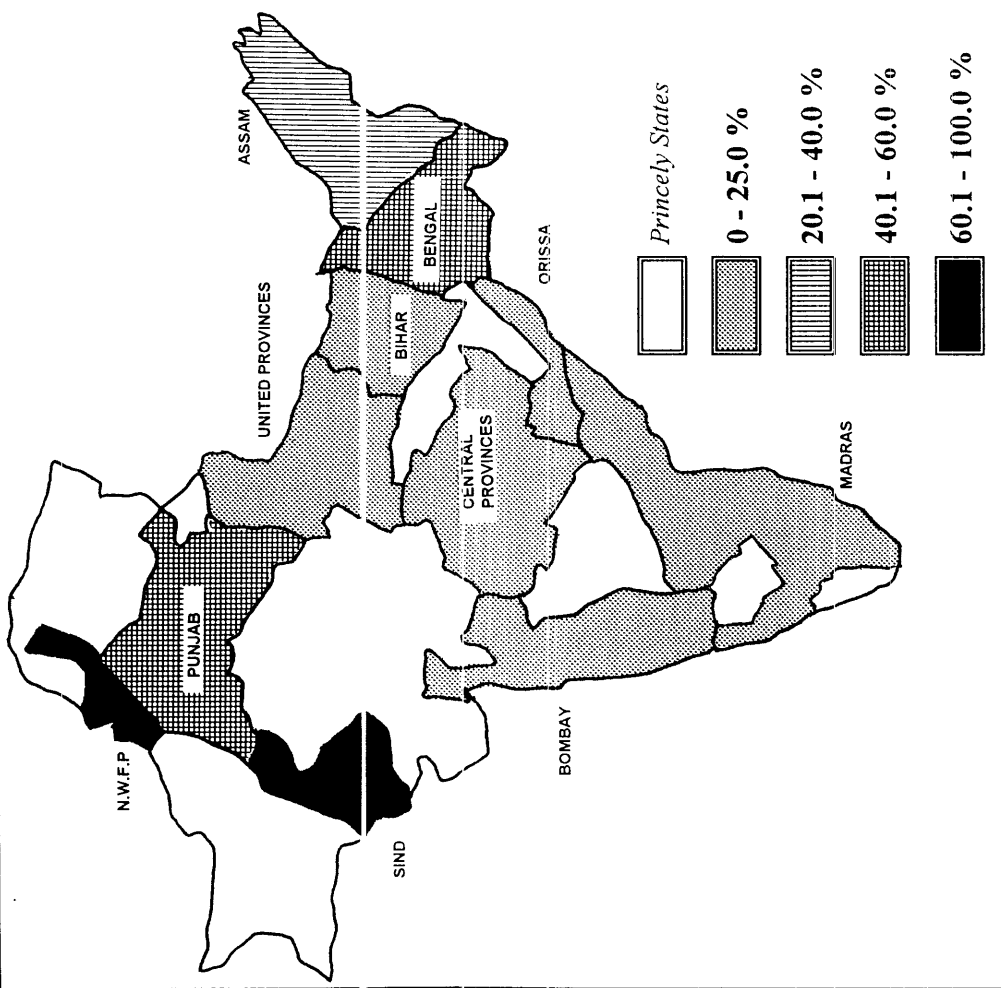 N.W.F.P
PUNJAB
SIND
UNITED PROVINCES
ASSAM
BIHAR
BENGAL
CENTRAL
PROVINCES
ORISSA
BOMBAY
MADRAS
Princely States
0 - 25.0 %
20.1 - 40.0 %
40.1 - 60.0 %
60.1 - 100.0 %